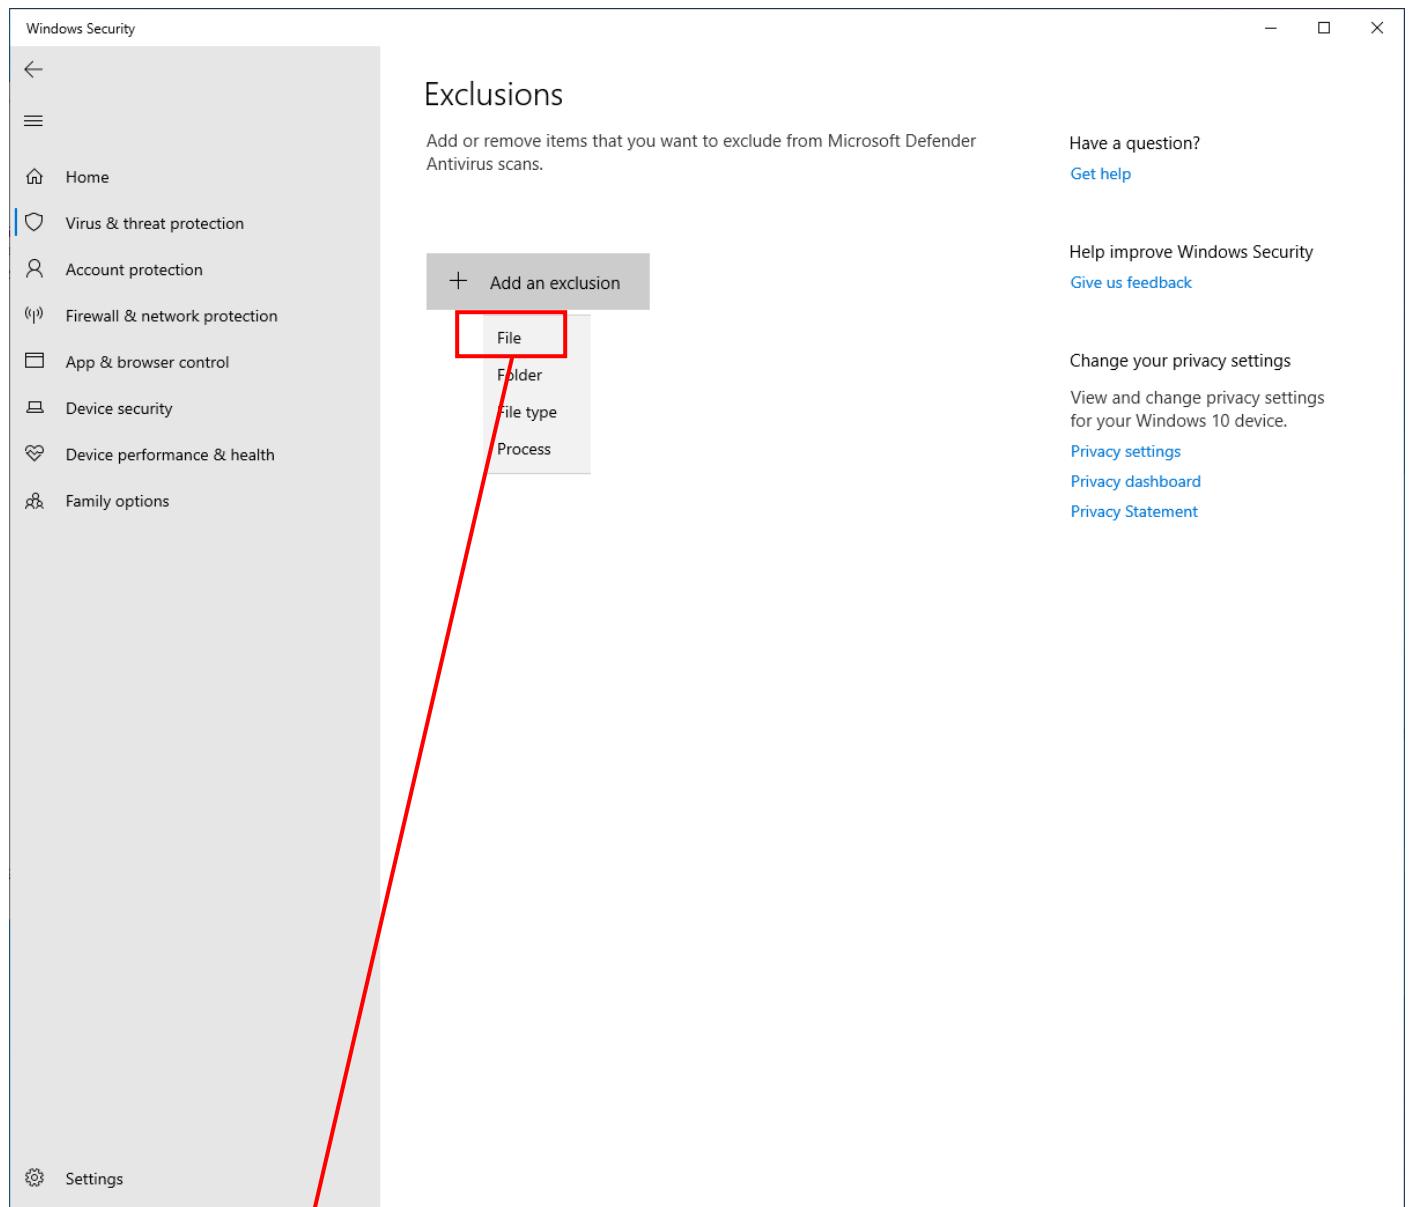 Windows Security
Home
Virus & threat protection
Account protection
Firewall & network protection
App & browser control
Device security
Device performance & health
Family options
Settings
Exclusions
Add or remove items that you want to exclude from Microsoft Defender
Antivirus scans.
Add an exclusion
File
Folder
File type
Process
Have a question?
Get help
Help improve Windows Security
Give us feedback
Change your privacy settings
View and change privacy settings
for your Windows 10 device.
Privacy settings
Privacy dashboard
Privacy Statement